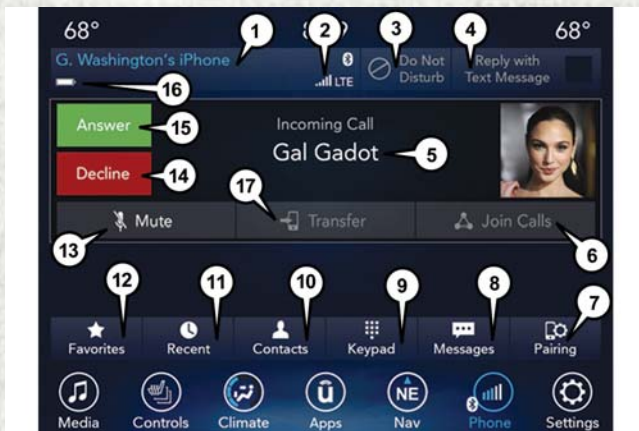 68° 68°
1 2 3 4
G. Washington's iPhone LTE Do Not Disturb Reply with Text Message
16
Answer 15
Incoming Call
Gal Gadot 5
Decline 14
17
Mute Transfer Join Calls
13 6
12 11 10 9 8 7
Favorites Recent Contacts Keypad Messages Pairing
ū NE
Media Controls Climate Apps Nav Phone Settings